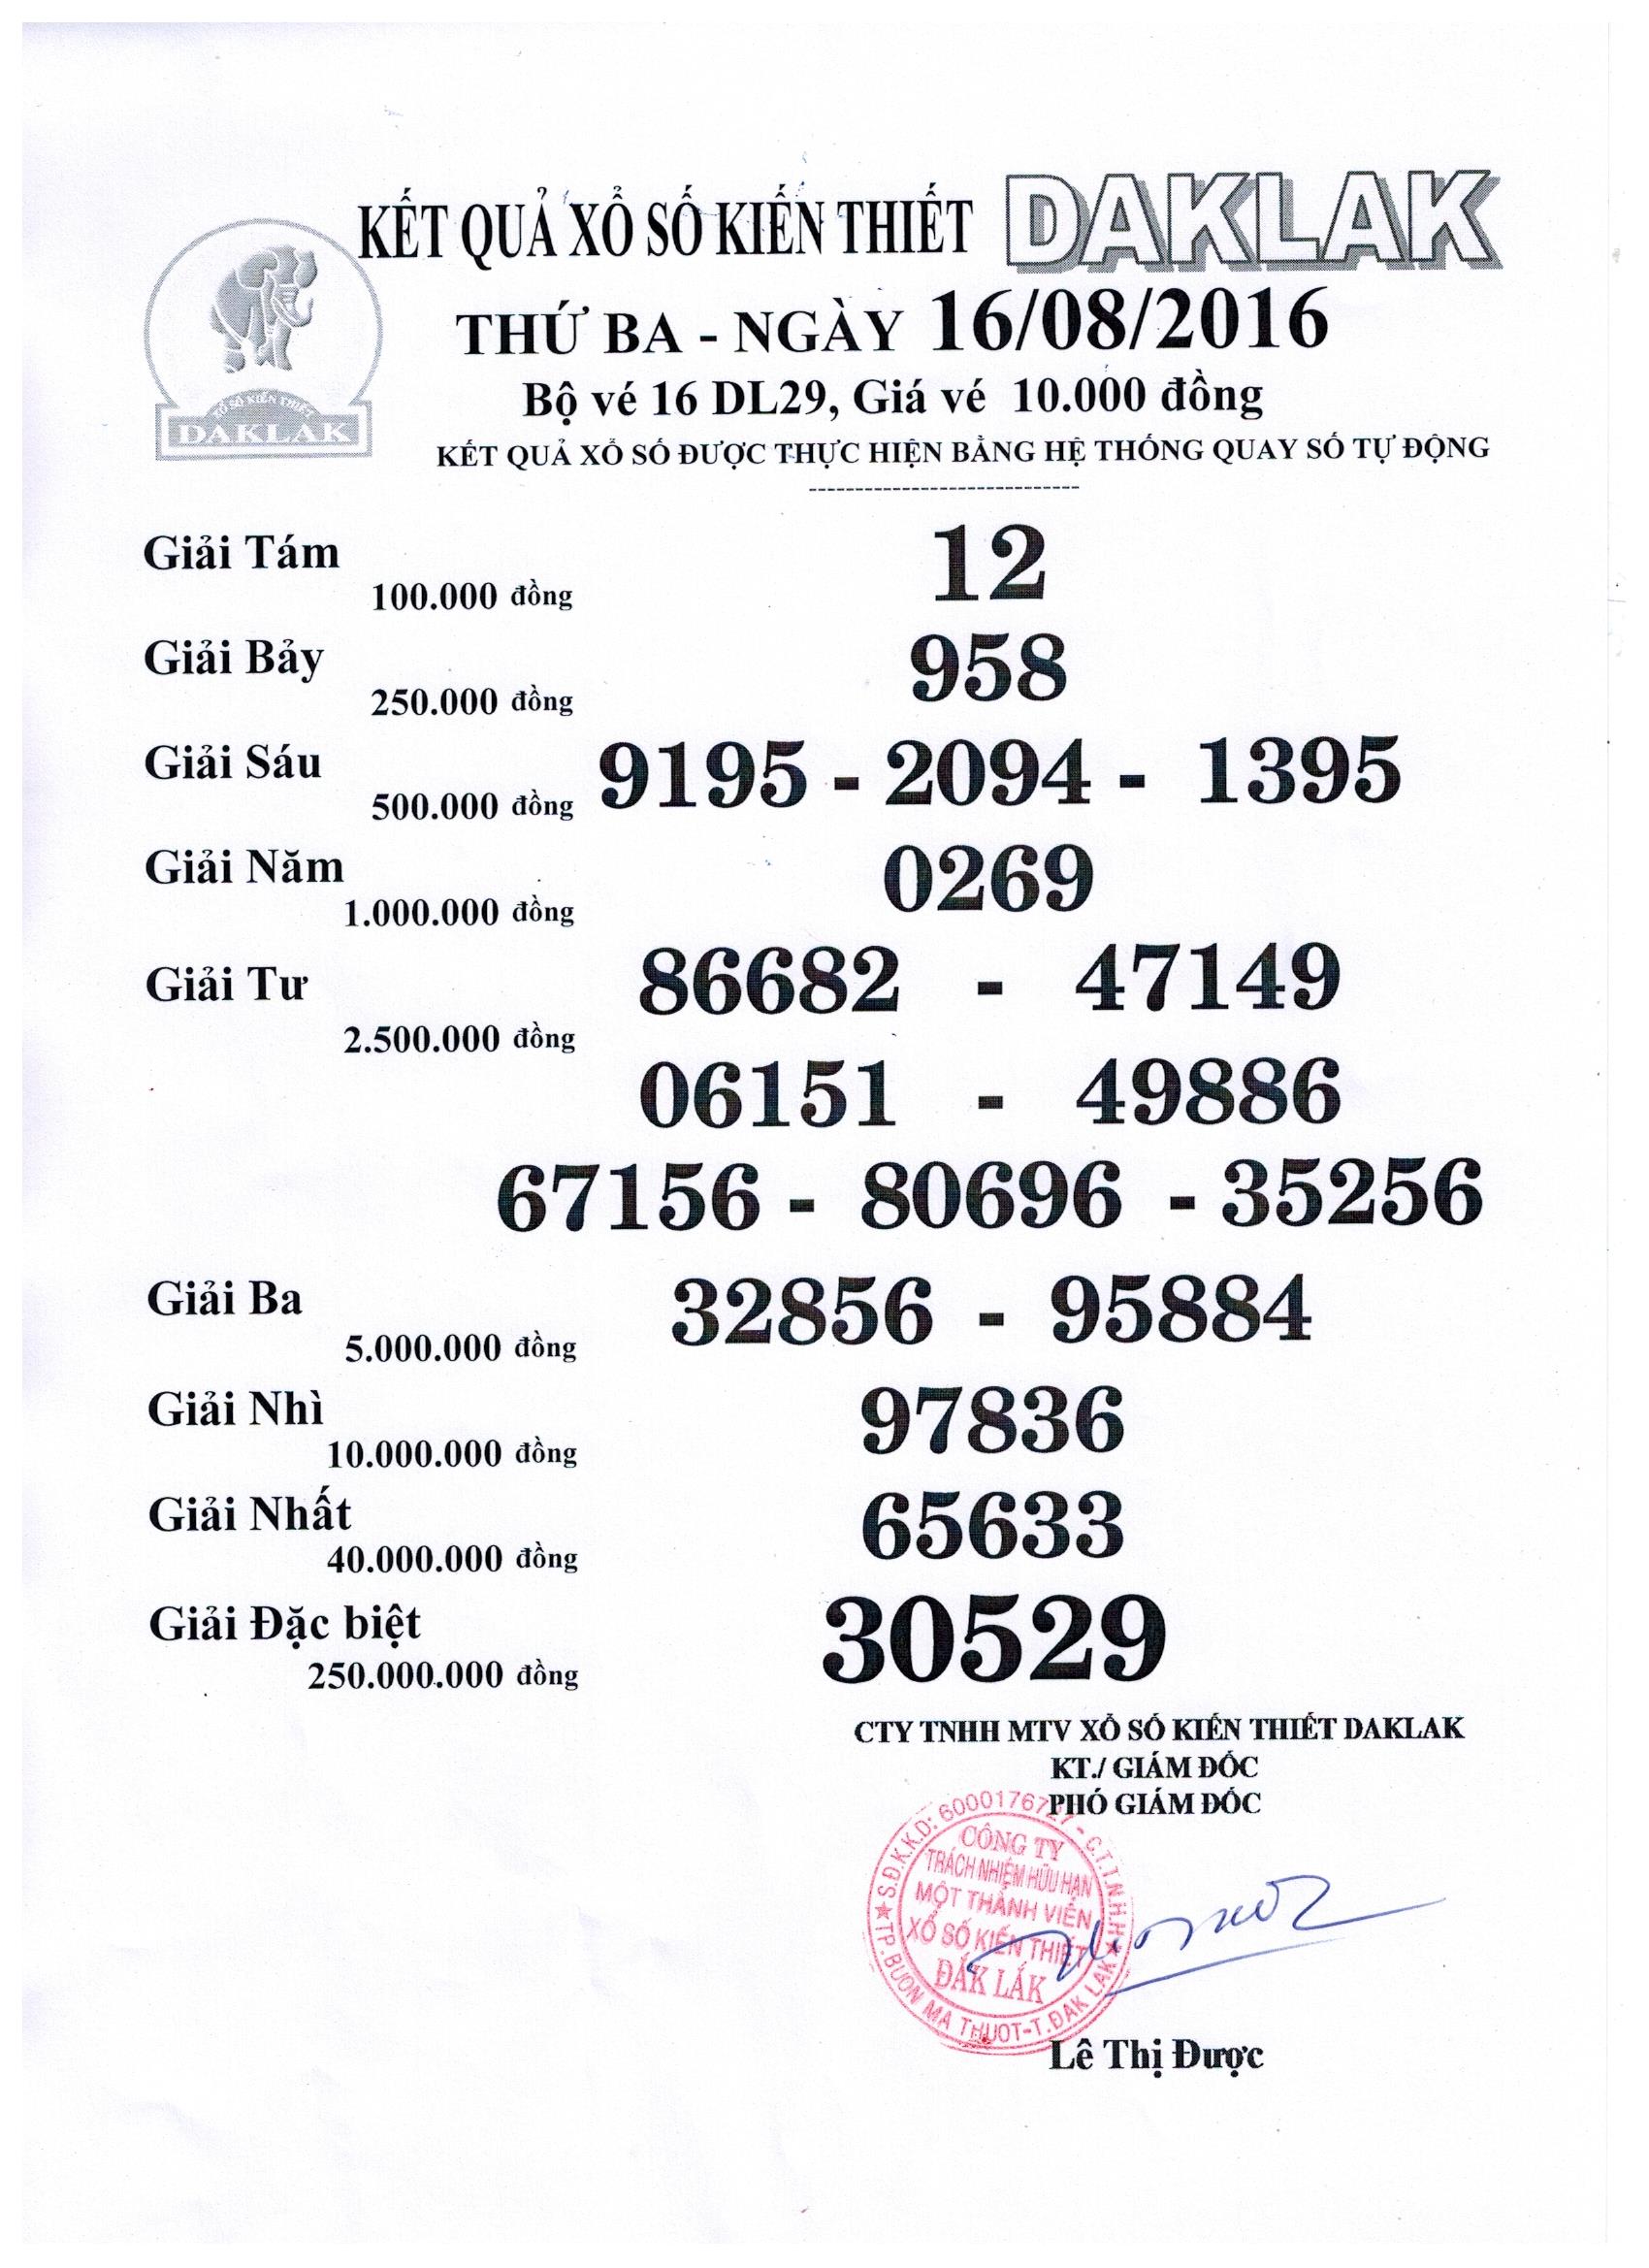 KẾT QUẢ XỔ SỐ KIẾN THIẾT DAKLAK
THỨ BA - NGÀY 16/08/2016
Bộ vé 16 DL29, Giá vé 10.000 đồng
XỔ SỐ KIẾN THIẾT
DAKLAK
KẾT QUẢ XỔ SỐ ĐƯỢC THỰC HIỆN BẰNG HỆ THỐNG QUAY SỐ TỰ ĐỘNG
----------------------------
Giải Tám 12
100.000 đồng
Giải Bảy 958
250.000 đồng
Giải Sáu 9195 - 2094 - 1395
500.000 đồng
Giải Năm 0269
1.000.000 đồng
Giải Tư 86682 - 47149
2.500.000 đồng
06151 - 49886
67156 - 80696 - 35256
Giải Ba 32856 - 95884
5.000.000 đồng
Giải Nhì 97836
10.000.000 đồng
Giải Nhất 65633
40.000.000 đồng
Giải Đặc biệt 30529
250.000.000 đồng
CTY TNHH MTV XỔ SỐ KIẾN THIẾT DAKLAK
KT./ GIÁM ĐỐC
PHÓ GIÁM ĐỐC
S.Đ.K.K.D: 6000176727 - C.T.T.N.H.H
CÔNG TY
TRÁCH NHIỆM HỮU HẠN
MỘT THÀNH VIÊN
XỔ SỐ KIẾN THIẾT
ĐẮK LẮK
TP.BUÔN MA THUỘT-T.ĐAK LAK
Lê Thị Được